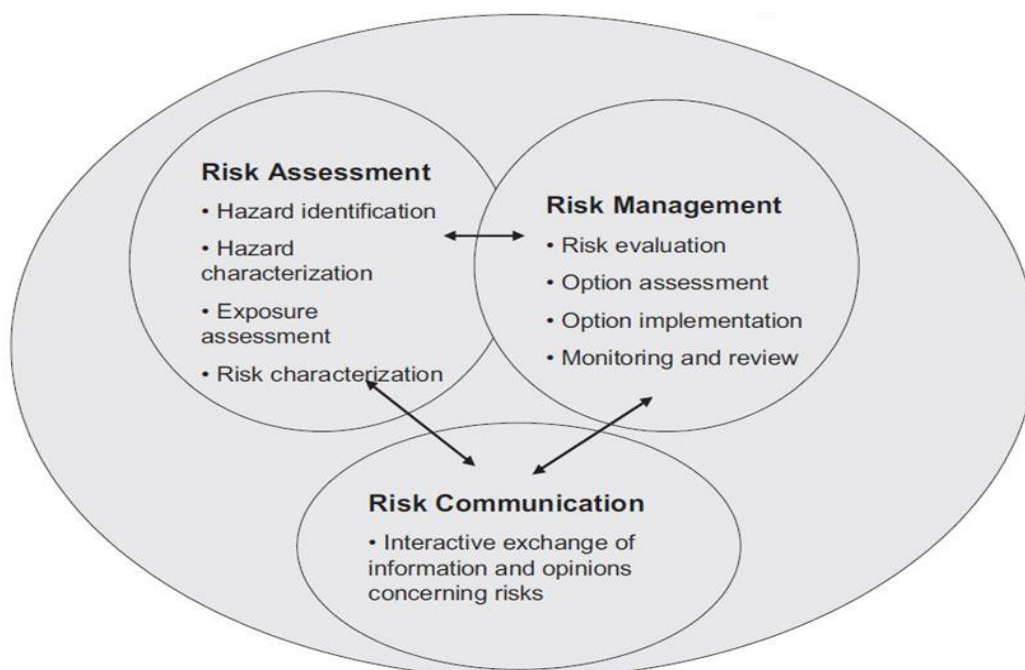 Risk Assessment
• Hazard identification
• Hazard
characterization
• Exposure
assessment
• Risk characterization
Risk Management
• Risk evaluation
• Option assessment
• Option implementation
• Monitoring and review
Risk Communication
• Interactive exchange of
information and opinions
concerning risks